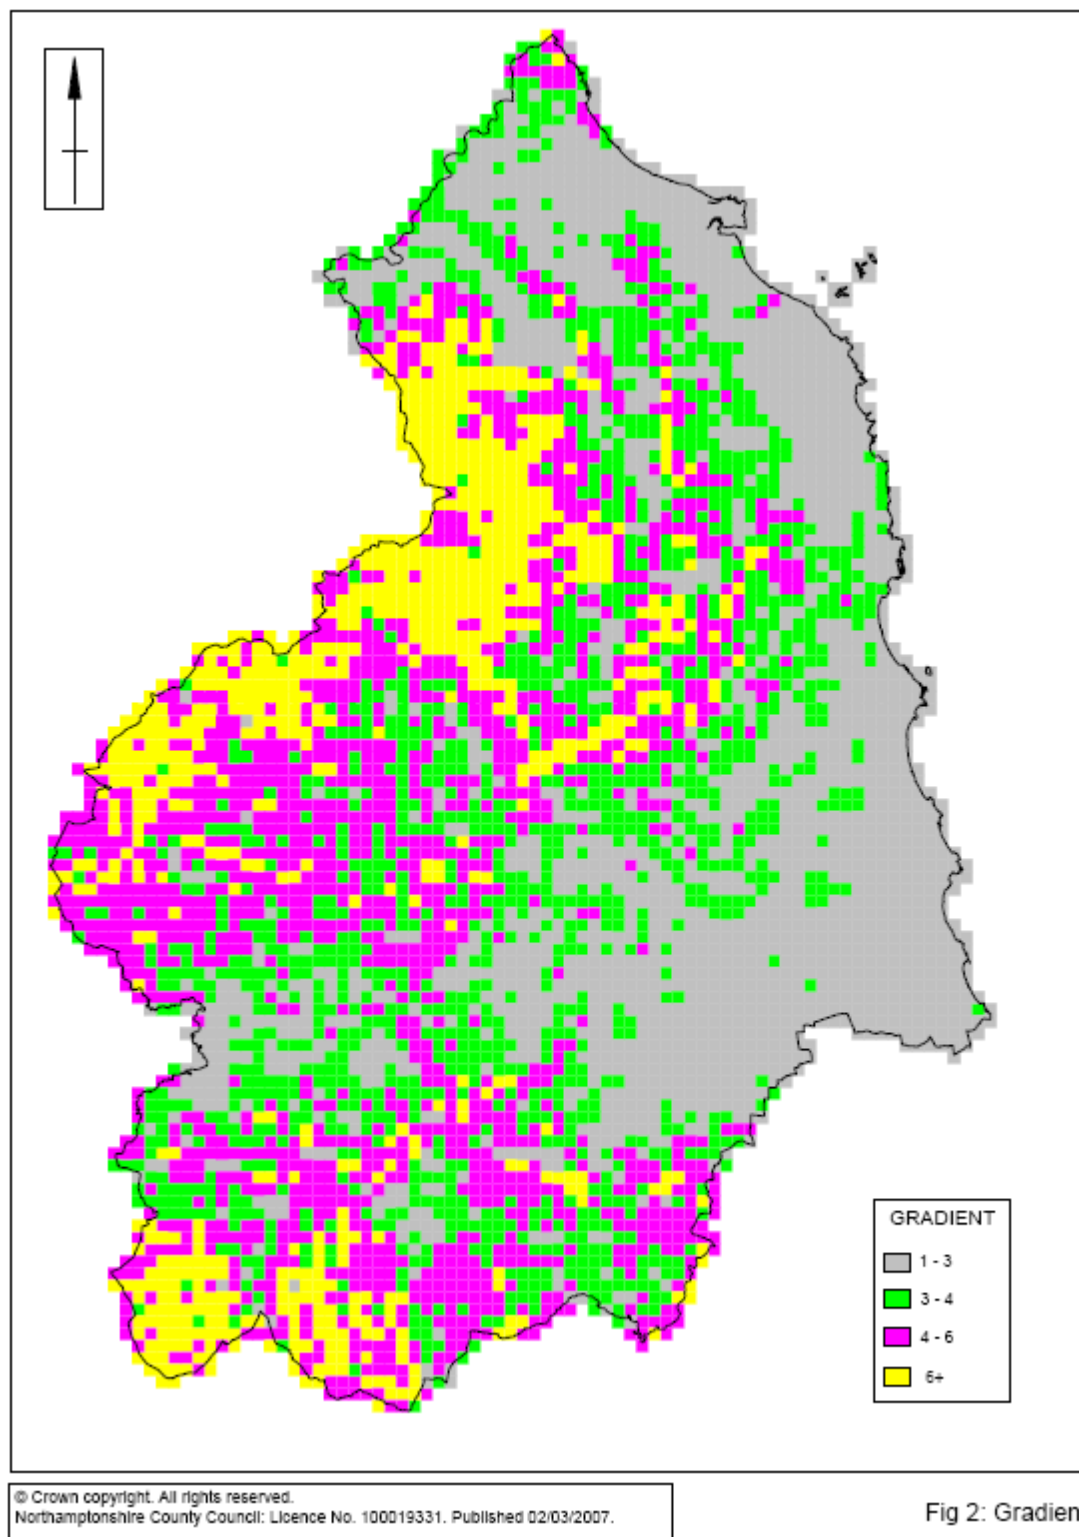 GRADIENT
1 - 3
3 - 4
4 - 6
6+
© Crown copyright. All rights reserved.
Northamptonshire County Council: Licence No. 100019331. Published 02/03/2007.
Fig 2: Gradien